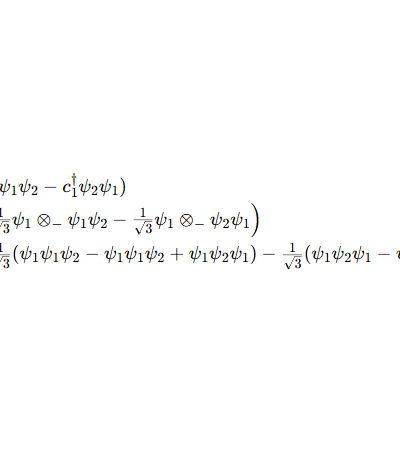 ψ₁ψ₂ − c₁†ψ₂ψ₁)
1/√3 ψ₁ ⊗₋ ψ₁ψ₂ − 1/√3 ψ₁ ⊗₋ ψ₂ψ₁)
1/√3 (ψ₁ψ₁ψ₂ − ψ₁ψ₁ψ₂ + ψ₁ψ₂ψ₁) − 1/√3 (ψ₁ψ₂ψ₁ −